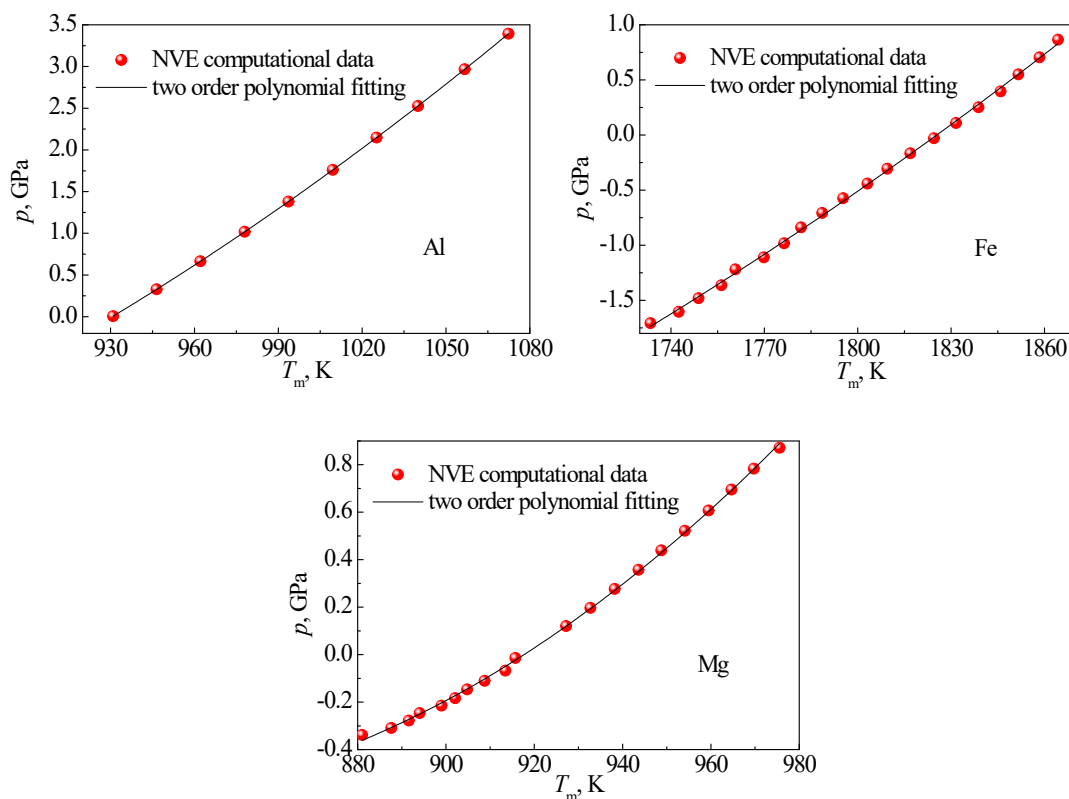 3.5
3.0
2.5
2.0
1.5
1.0
0.5
0.0
p, GPa
NVE computational data
two order polynomial fitting
Al
930 960 990 1020 1050 1080
Tm, K
1.0
0.5
0.0
-0.5
-1.0
-1.5
p, GPa
NVE computational data
two order polynomial fitting
Fe
1740 1770 1800 1830 1860
Tm, K
0.8
0.6
0.4
0.2
0.0
-0.2
-0.4
p, GPa
NVE computational data
two order polynomial fitting
Mg
880 900 920 940 960 980
Tm, K